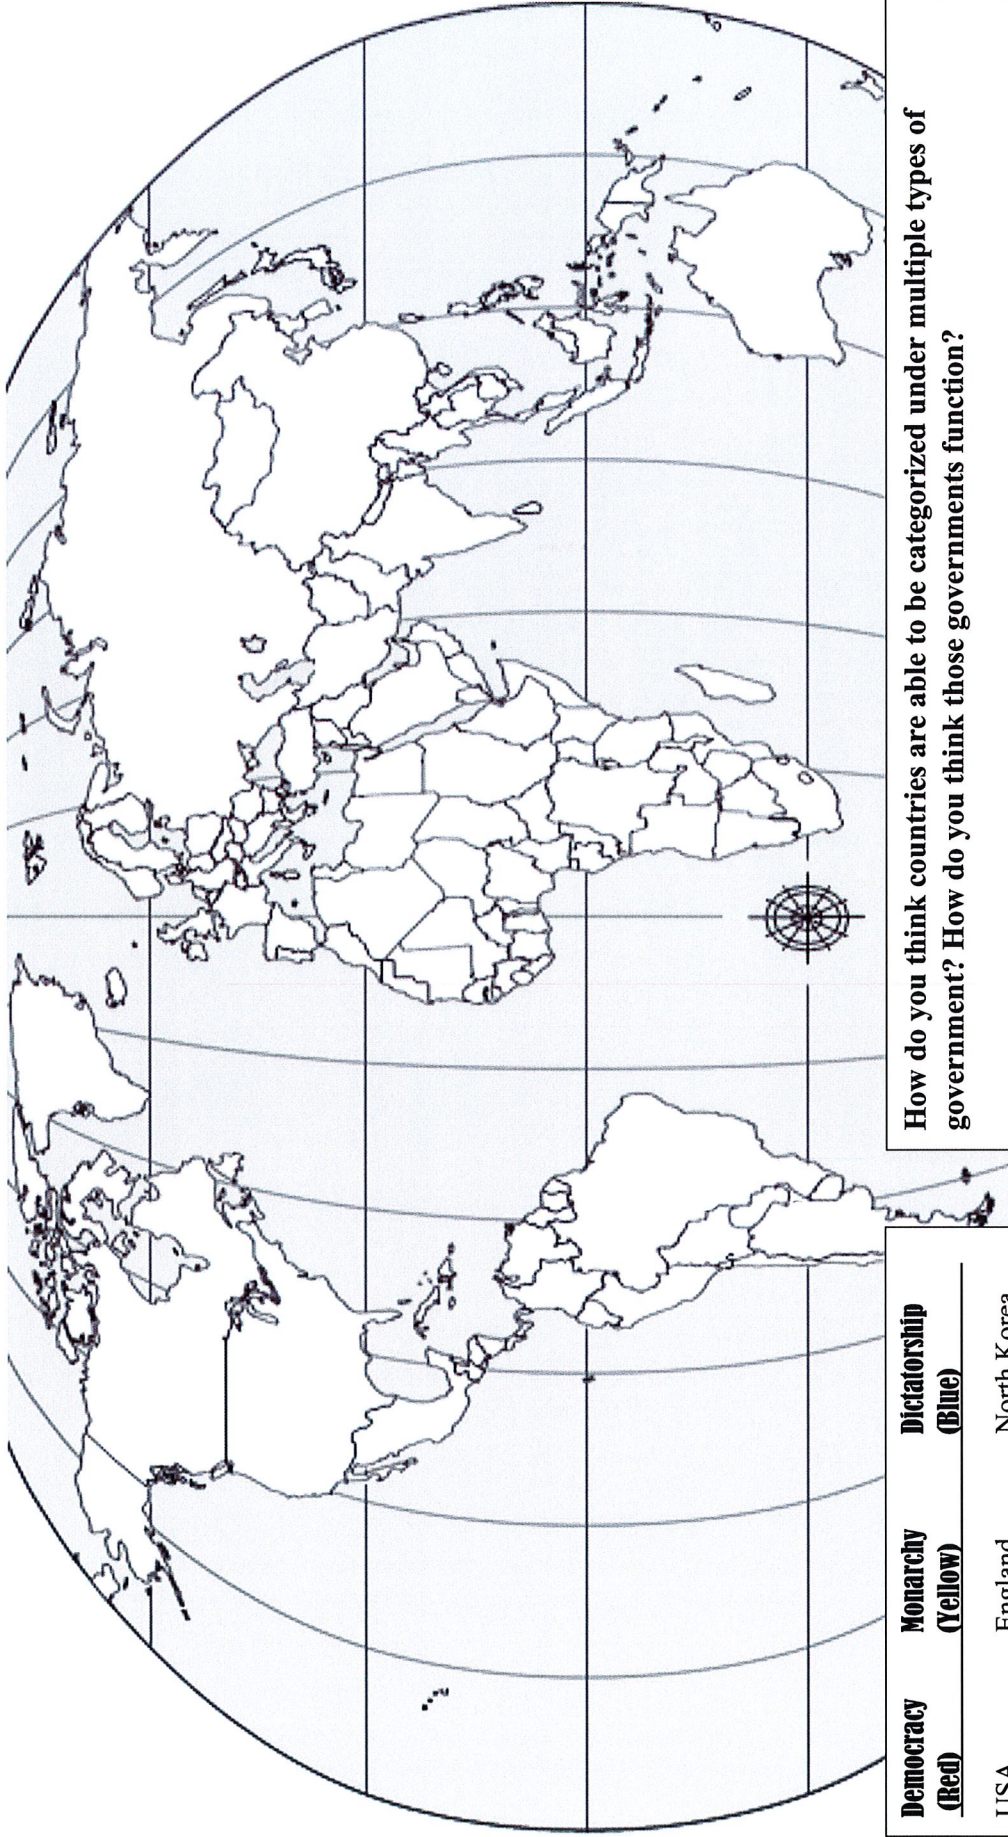 Democracy Monarchy Dictatorship
(Red) (Yellow) (Blue)
USA England North Korea
How do you think countries are able to be categorized under multiple types of
government? How do you think those governments function?